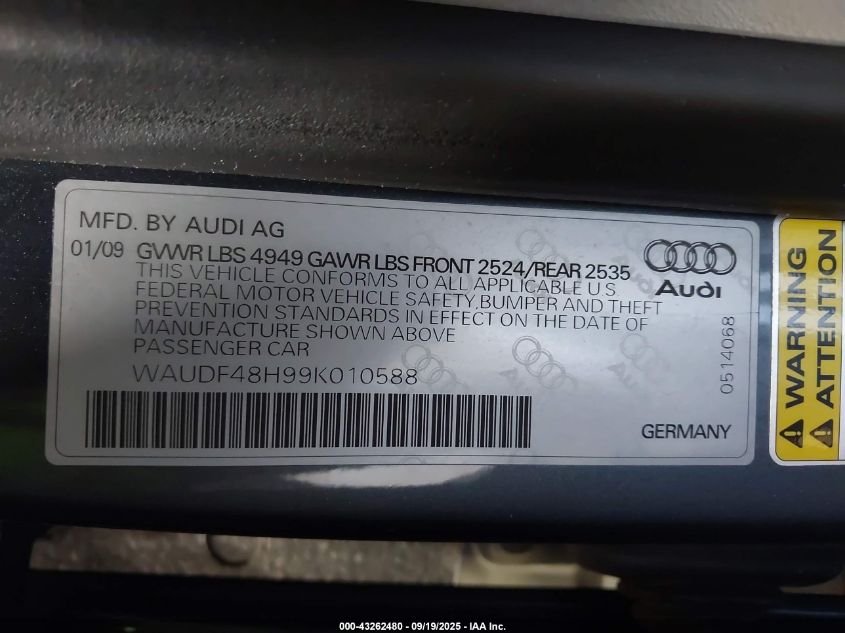 MFD. BY AUDI AG
01/09 GVWR LBS 4949 GAWR LBS FRONT 2524/REAR 2535
THIS VEHICLE CONFORMS TO ALL APPLICABLE U.S.
FEDERAL MOTOR VEHICLE SAFETY,BUMPER AND THEFT
PREVENTION STANDARDS IN EFFECT ON THE DATE OF
MANUFACTURE SHOWN ABOVE
PASSENGER CAR
WAUDF48H99K010588
Audi
0514068
GERMANY
WARNING
ATTENTION
000-43262480 - 09/19/2025 - IAA Inc.